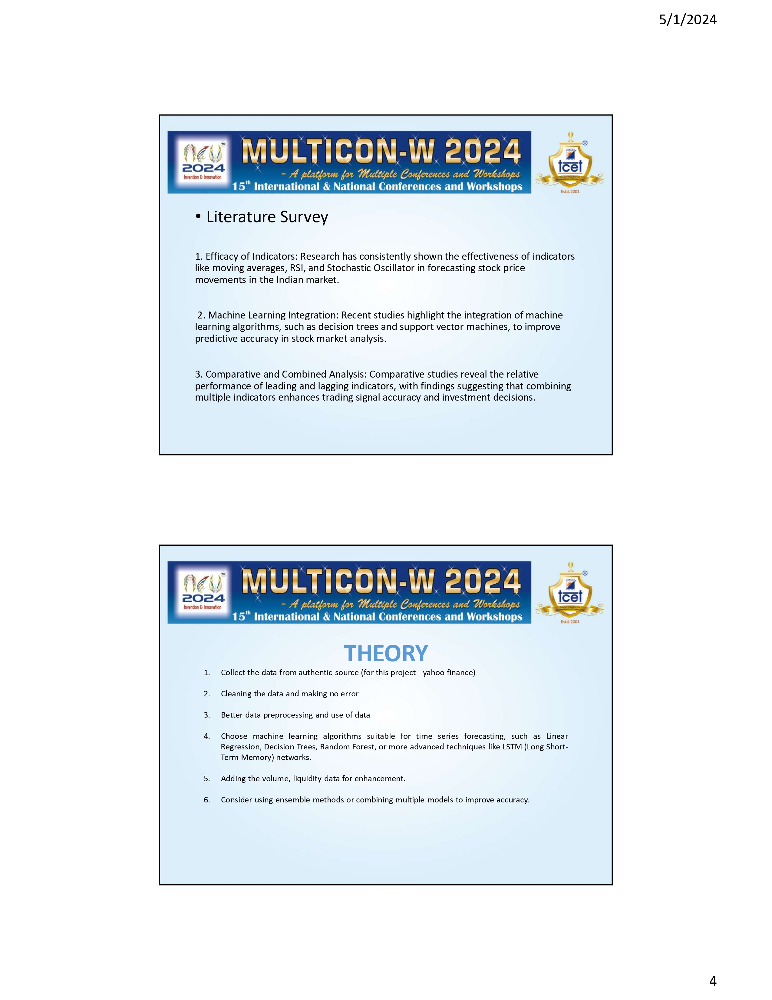 5/1/2024
TM
2024
Invention & Innovation
MULTICON-W 2024
- A platform for Multiple Conferences and Workshops
15th International & National Conferences and Workshops
®
tcet
Estd. 2001
• Literature Survey
1. Efficacy of Indicators: Research has consistently shown the effectiveness of indicators
like moving averages, RSI, and Stochastic Oscillator in forecasting stock price
movements in the Indian market.
2. Machine Learning Integration: Recent studies highlight the integration of machine
learning algorithms, such as decision trees and support vector machines, to improve
predictive accuracy in stock market analysis.
3. Comparative and Combined Analysis: Comparative studies reveal the relative
performance of leading and lagging indicators, with findings suggesting that combining
multiple indicators enhances trading signal accuracy and investment decisions.
TM
2024
Invention & Innovation
MULTICON-W 2024
- A platform for Multiple Conferences and Workshops
15th International & National Conferences and Workshops
®
tcet
Estd. 2001
THEORY
1. Collect the data from authentic source (for this project - yahoo finance)
2. Cleaning the data and making no error
3. Better data preprocessing and use of data
4. Choose machine learning algorithms suitable for time series forecasting, such as Linear
Regression, Decision Trees, Random Forest, or more advanced techniques like LSTM (Long Short-
Term Memory) networks.
5. Adding the volume, liquidity data for enhancement.
6. Consider using ensemble methods or combining multiple models to improve accuracy.
4